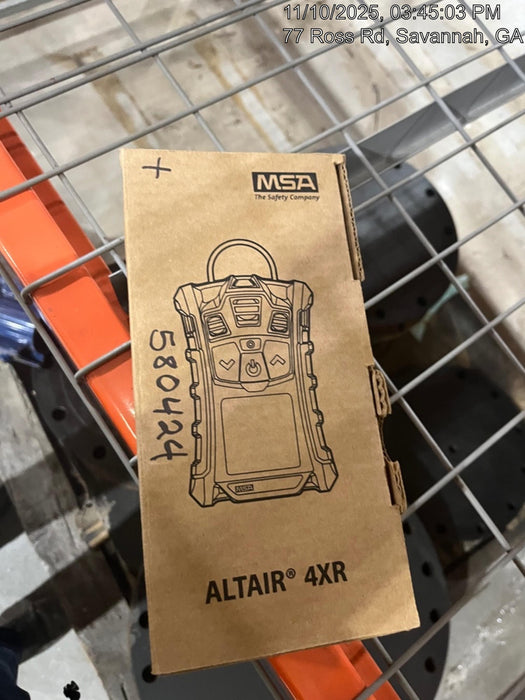 11/10/2025, 03:45:03 PM
77 Ross Rd, Savannah, GA
+
MSA
The Safety Company
580424
MSA
ALTAIR® 4XR